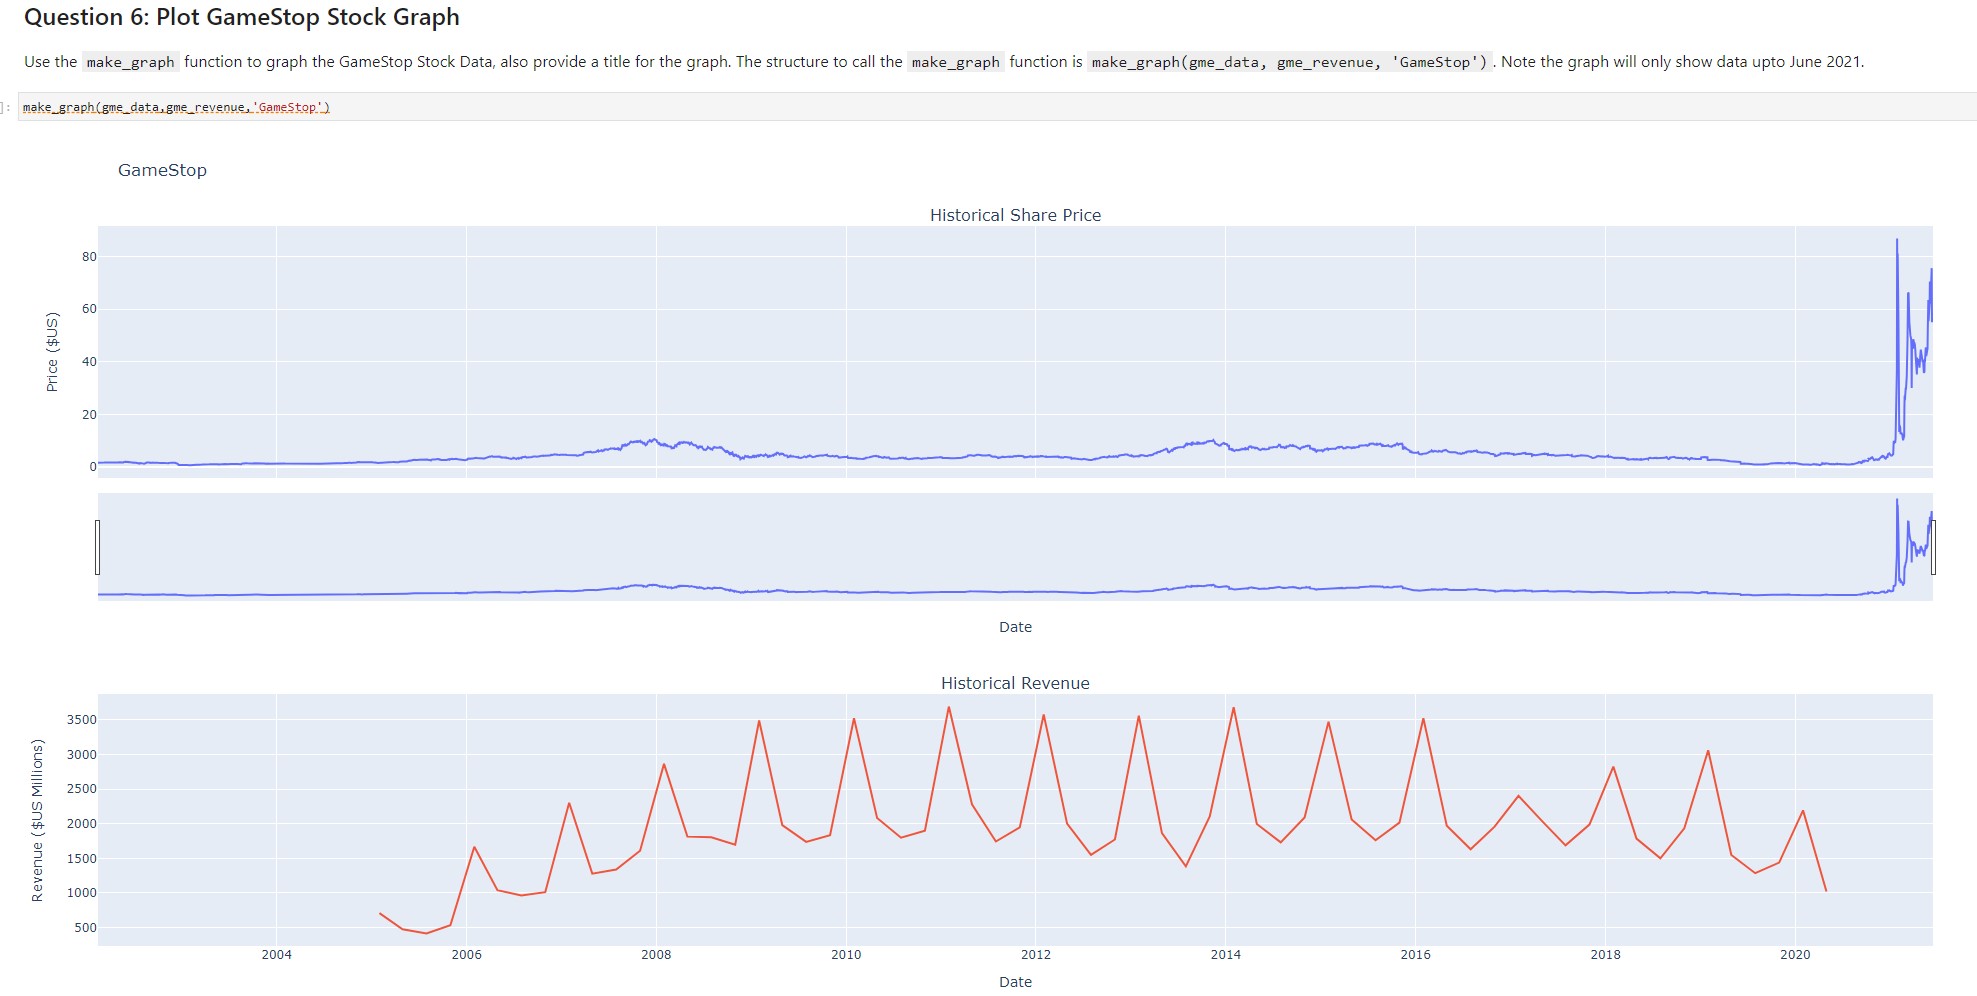 Question 6: Plot GameStop Stock Graph
Use the make_graph function to graph the GameStop Stock Data, also provide a title for the graph. The structure to call the make_graph function is make_graph(gme_data, gme_revenue, 'GameStop') . Note the graph will only show data upto June 2021.
]: make_graph(gme_data,gme_revenue,'GameStop')
GameStop
Historical Share Price
80
60
40
20
0
Price ($US)
Date
Historical Revenue
3500
3000
2500
2000
1500
1000
500
Revenue ($US Millions)
2004 2006 2008 2010 2012 2014 2016 2018 2020
Date